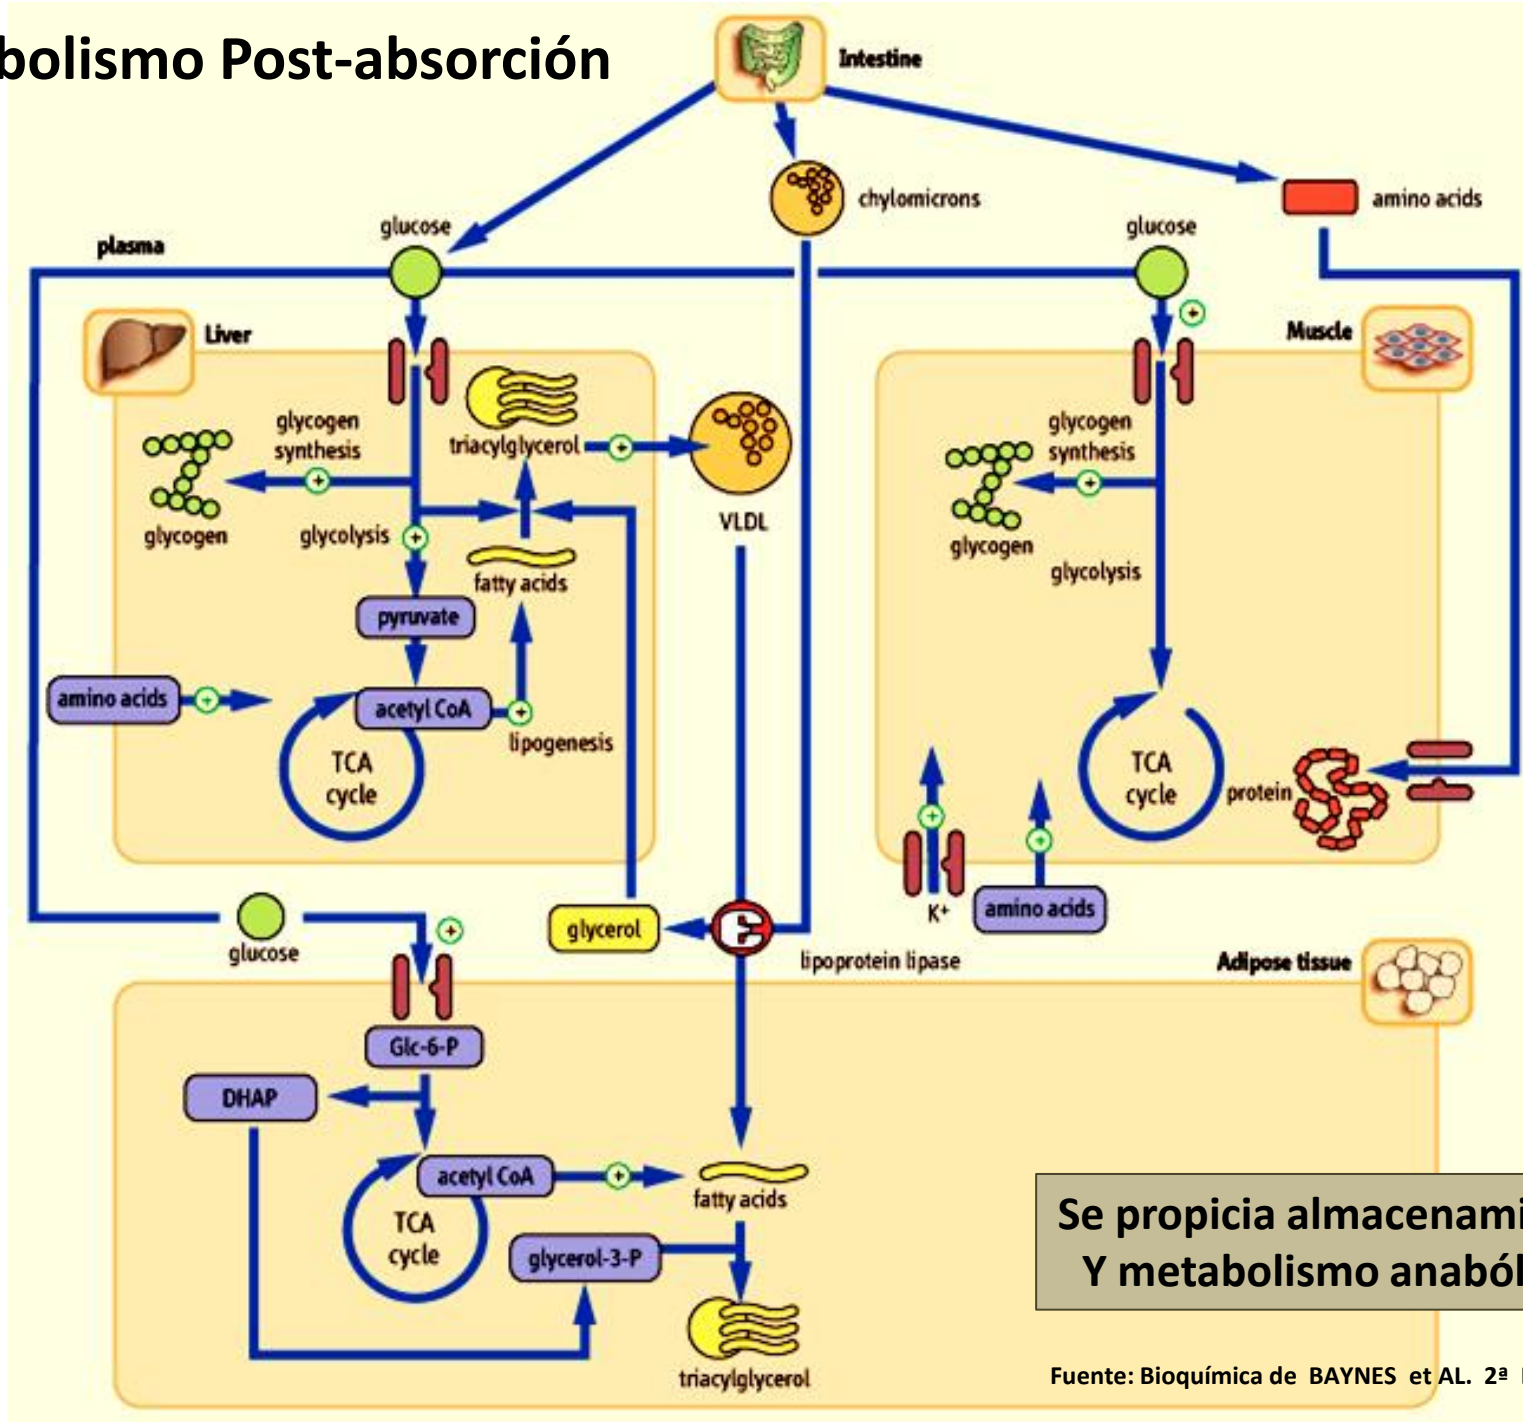 bolismo Post-absorción
Intestine
chylomicrons
amino acids
glucose
glucose
plasma
Liver
Muscle
glycogen
synthesis
triacylglycerol
glycogen
synthesis
VLDL
glycogen
glycolysis
glycogen
fatty acids
glycolysis
pyruvate
amino acids
acetyl CoA
lipogenesis
TCA
cycle
TCA
cycle
protein
K+
amino acids
glycerol
glucose
lipoprotein lipase
Adipose tissue
Glc-6-P
DHAP
acetyl CoA
fatty acids
TCA
cycle
glycerol-3-P
triacylglycerol
Se propicia almacenami
Y metabolismo anaból
Fuente: Bioquímica de BAYNES et AL. 2ª